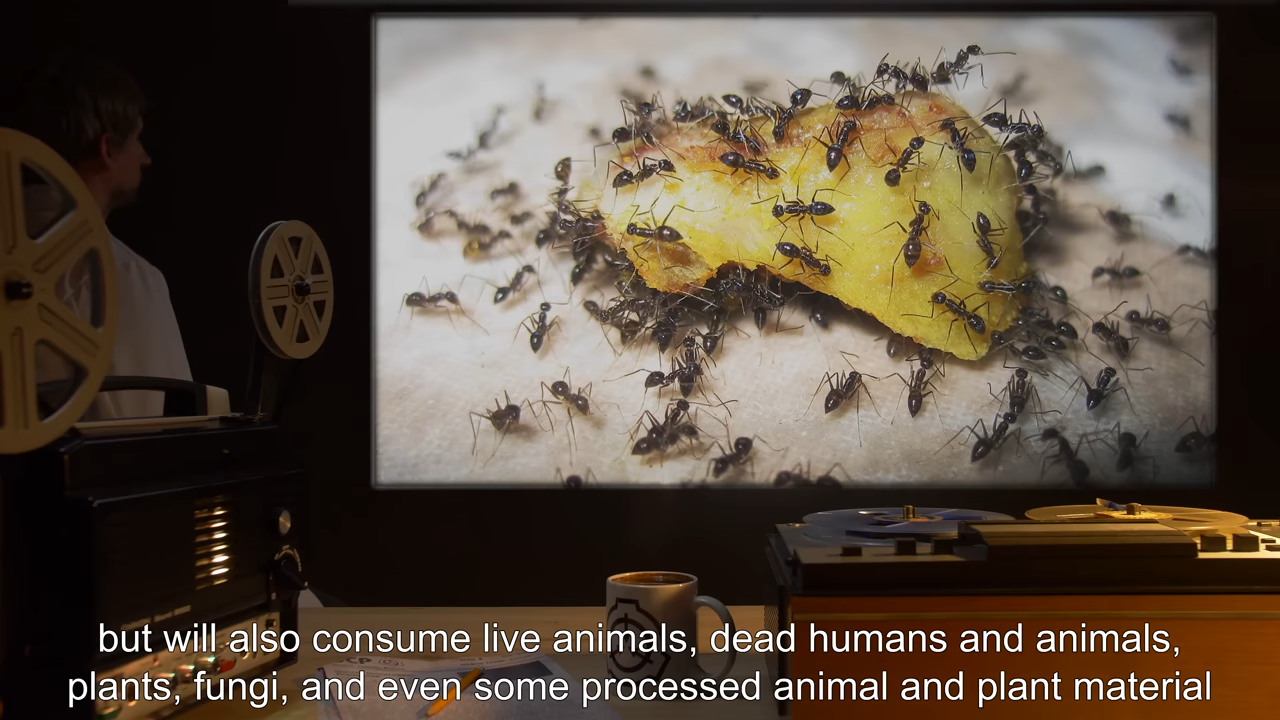 but will also consume live animals, dead humans and animals,
plants, fungi, and even some processed animal and plant material